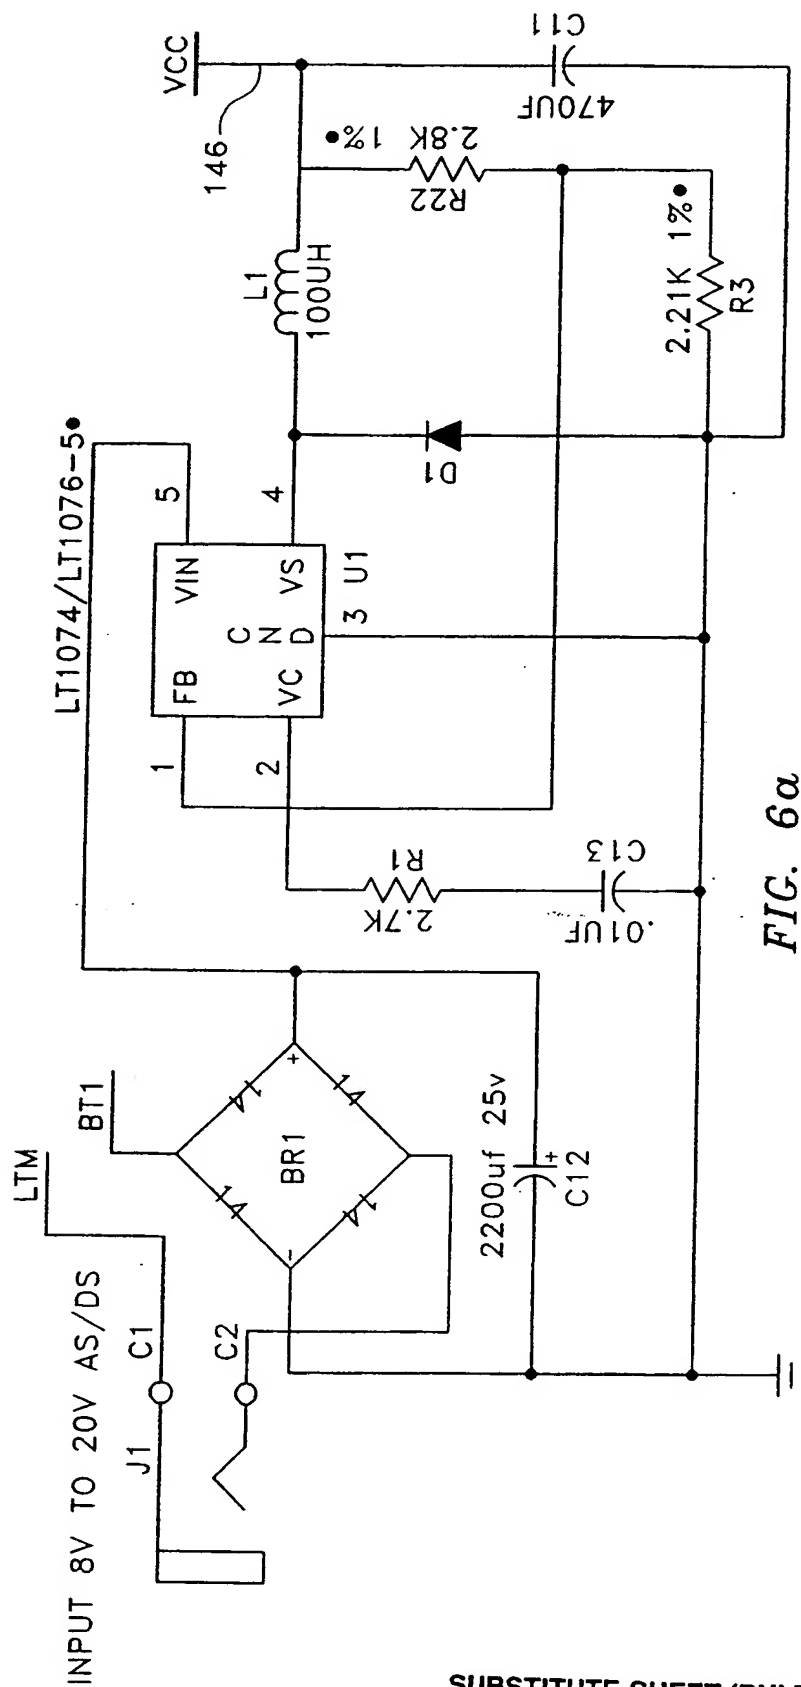 INPUT 8V TO 20V AS/DS
J1
C1
C2
LTM
BT1
BR1
+
-
2200uf 25v
+
C12
LT1074/LT1076-5•
1
FB
VIN
5
2
VC
GND
VS
4
U1
3
R1
2.7K
C13
.01UF
L1
100UH
D1
146
VCC
R22
2.8K 1%•
2.21K 1%•
R3
C11
470UF
FIG. 6a